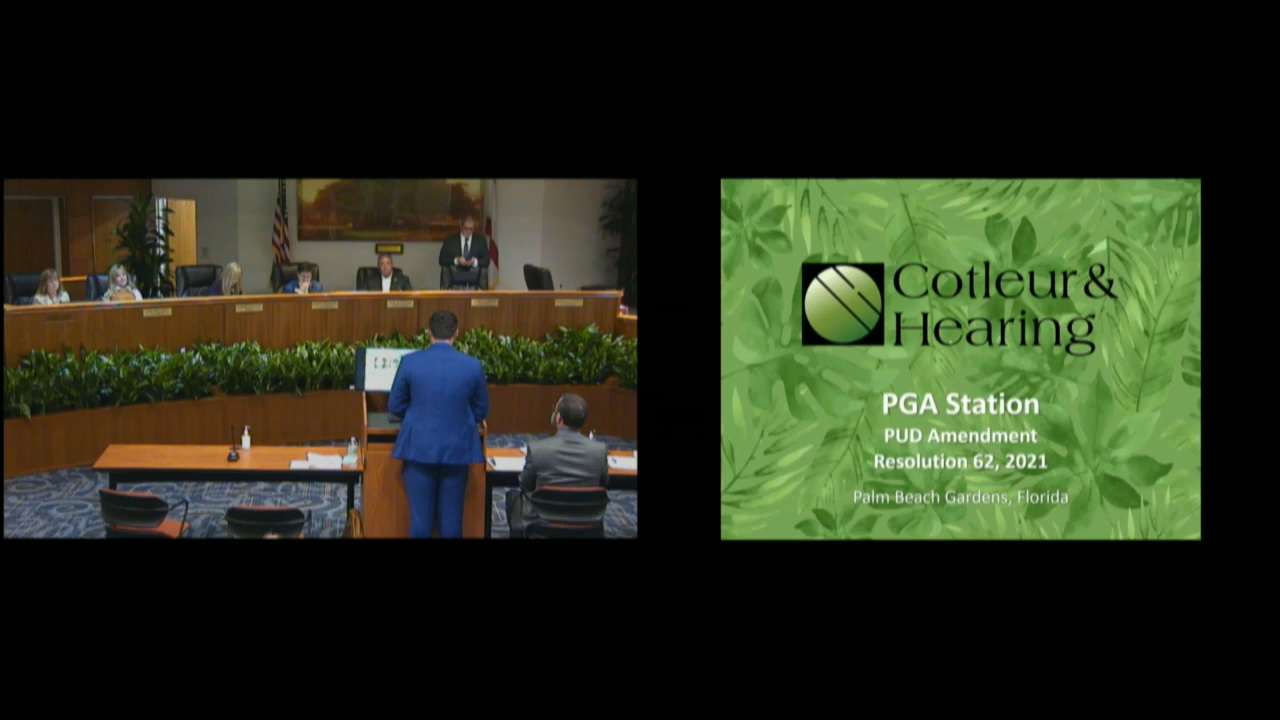 Cotleur &
Hearing
PGA Station
PUD Amendment
Resolution 62, 2021
Palm Beach Gardens, Florida